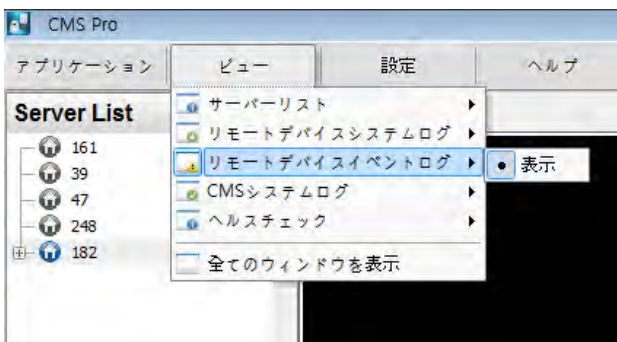 CMS Pro
アプリケーション ビュー 設定 ヘルプ
Server List
161
39
47
248
182
サーバーリスト
リモートデバイスシステムログ
リモートデバイスイベントログ
表示
CMSシステムログ
ヘルスチェック
全てのウィンドウを表示